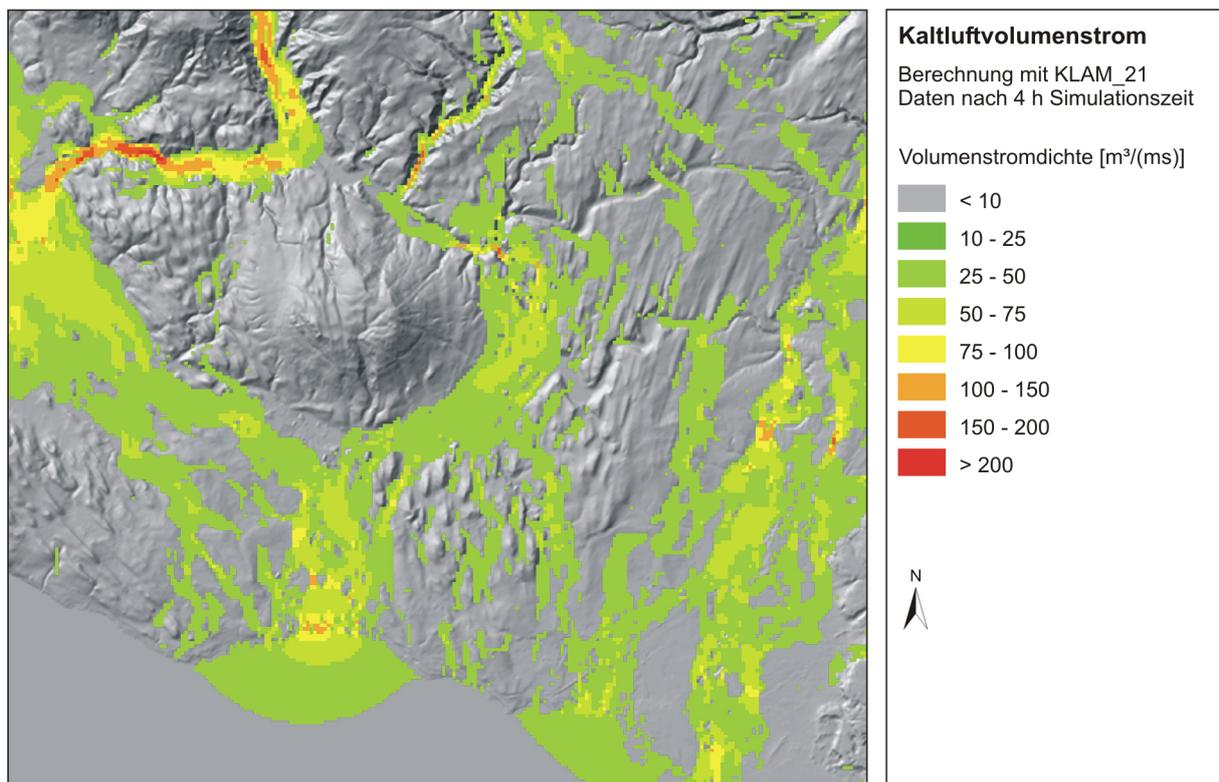 Kaltluftvolumenstrom
Berechnung mit KLAM_21
Daten nach 4 h Simulationszeit
Volumenstromdichte [m³/(ms)]
< 10
10 - 25
25 - 50
50 - 75
75 - 100
100 - 150
150 - 200
> 200
N